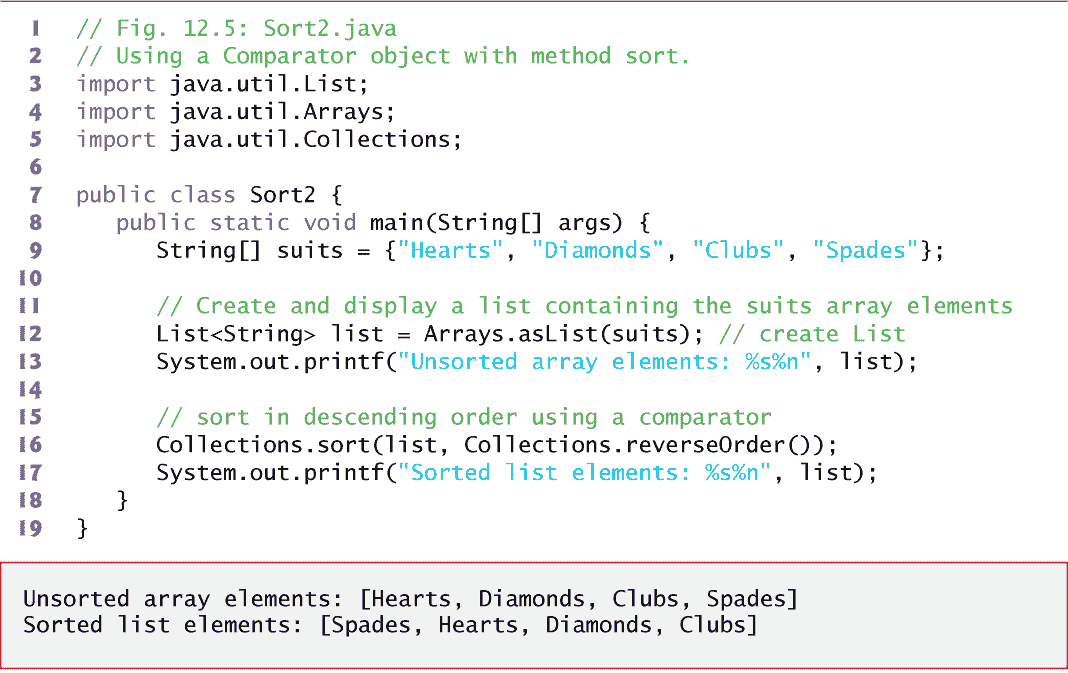 1 // Fig. 12.5: Sort2.java
2 // Using a Comparator object with method sort.
3 import java.util.List;
4 import java.util.Arrays;
5 import java.util.Collections;
6
7 public class Sort2 {
8    public static void main(String[] args) {
9       String[] suits = {"Hearts", "Diamonds", "Clubs", "Spades"};
10
11       // Create and display a list containing the suits array elements
12       List<String> list = Arrays.asList(suits); // create List
13       System.out.printf("Unsorted array elements: %s%n", list);
14
15       // sort in descending order using a comparator
16       Collections.sort(list, Collections.reverseOrder());
17       System.out.printf("Sorted list elements: %s%n", list);
18    }
19 }
Unsorted array elements: [Hearts, Diamonds, Clubs, Spades]
Sorted list elements: [Spades, Hearts, Diamonds, Clubs]